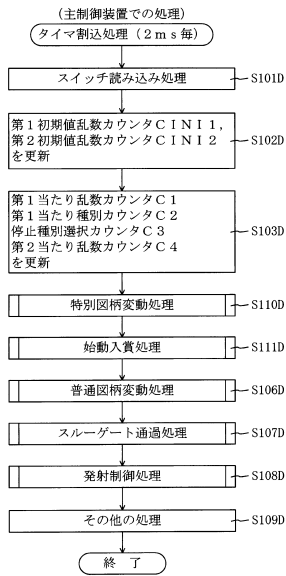 (主制御装置での処理)
タイマ割込処理(2ms毎)
スイッチ読み込み処理
S101D
第1初期値乱数カウンタCINI1,
第2初期値乱数カウンタCINI2
を更新
S102D
第1当たり乱数カウンタC1
第1当たり種別カウンタC2
停止種別選択カウンタC3
第2当たり乱数カウンタC4
を更新
S103D
特別図柄変動処理
S110D
始動入賞処理
S111D
普通図柄変動処理
S106D
スルーゲート通過処理
S107D
発射制御処理
S108D
その他の処理
S109D
終 了